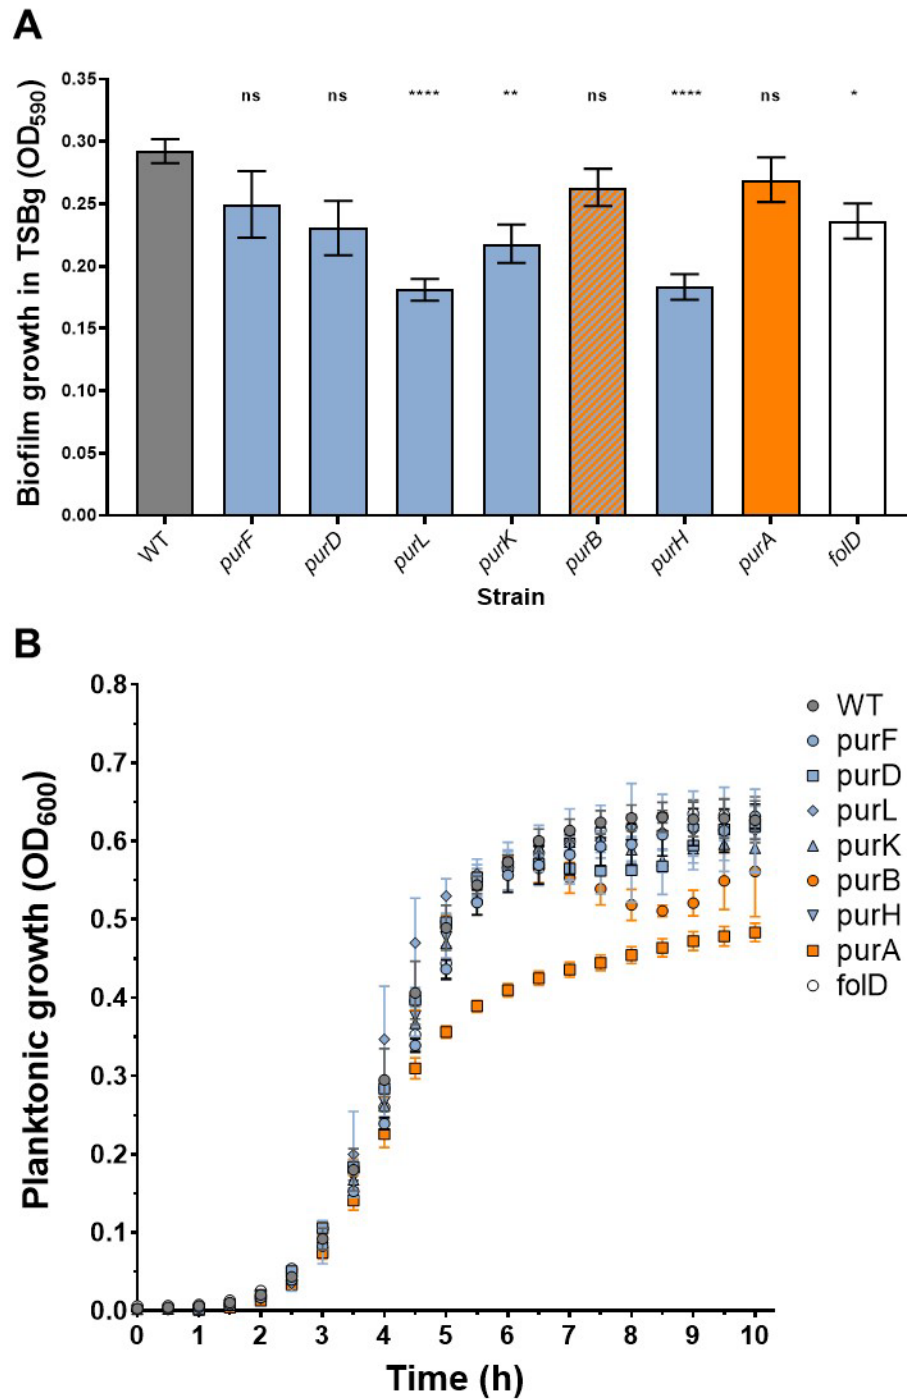 A
Biofilm growth in TSBg (OD590)
0.35
0.30
0.25
0.20
0.15
0.10
0.05
0.00
ns ns **** ** ns **** ns *
WT purF purD purL purK purB purH purA folD
Strain
B
Planktonic growth (OD600)
0.8
0.7
0.6
0.5
0.4
0.3
0.2
0.1
0.0
0 1 2 3 4 5 6 7 8 9 10
Time (h)
WT
purF
purD
purL
purK
purB
purH
purA
folD